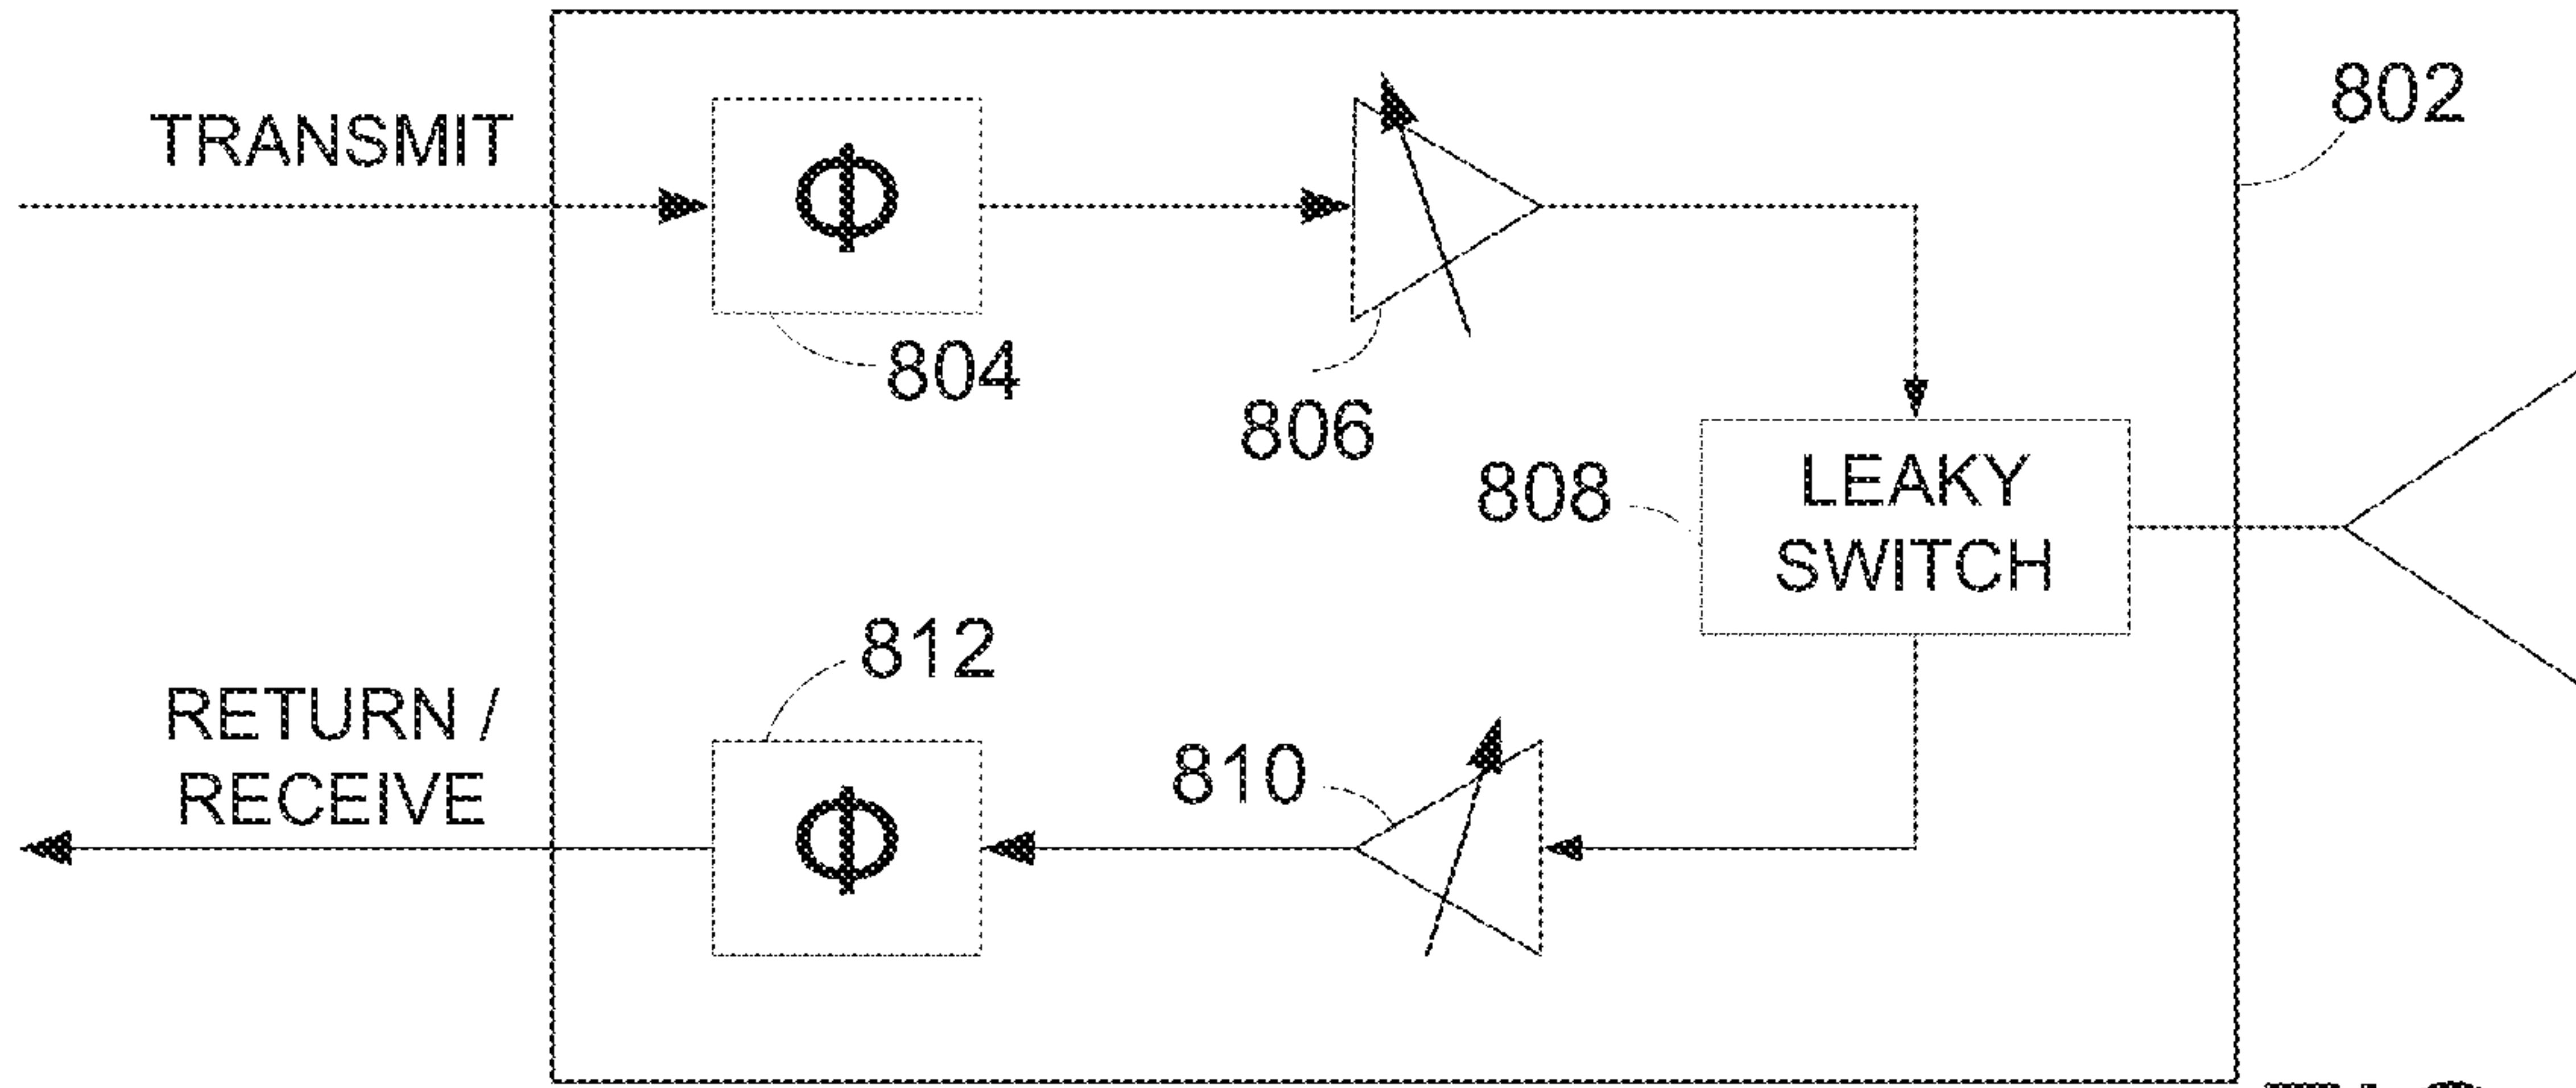 TRANSMIT
Φ
802
804
806
808
LEAKY
SWITCH
812
810
RETURN /
RECEIVE
Φ